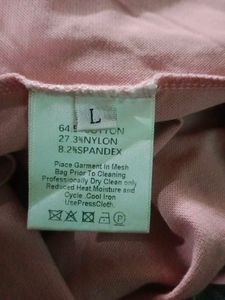 L
64.5%COTTON
27.3%NYLON
8.2%SPANDEX
Place Garment In Mesh
Bag Prior To Cleaning
Professionally Dry Clean only
Reduced Heat,Moisture and
Cycle .Cool Iron
UsePressCloth.
P